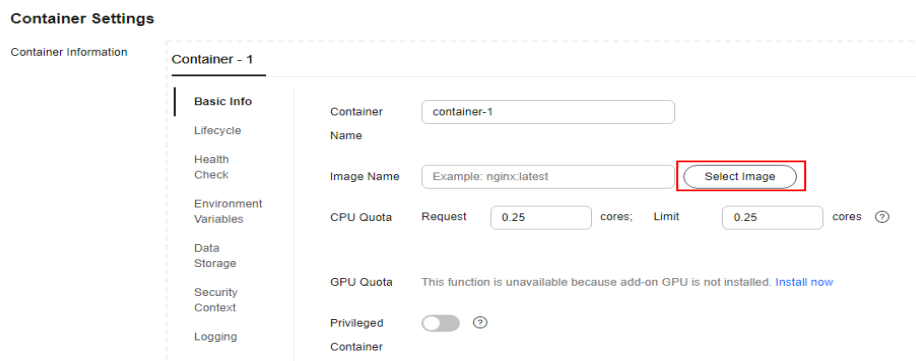 Container Settings
Container Information
Container - 1
Basic Info
Lifecycle
Health
Check
Environment
Variables
Data
Storage
Security
Context
Logging
Container
Name
container-1
Image Name
Example: nginx:latest
Select Image
CPU Quota
Request
0.25
cores;
Limit
0.25
cores
?
GPU Quota
This function is unavailable because add-on GPU is not installed. Install now
Privileged
Container
?